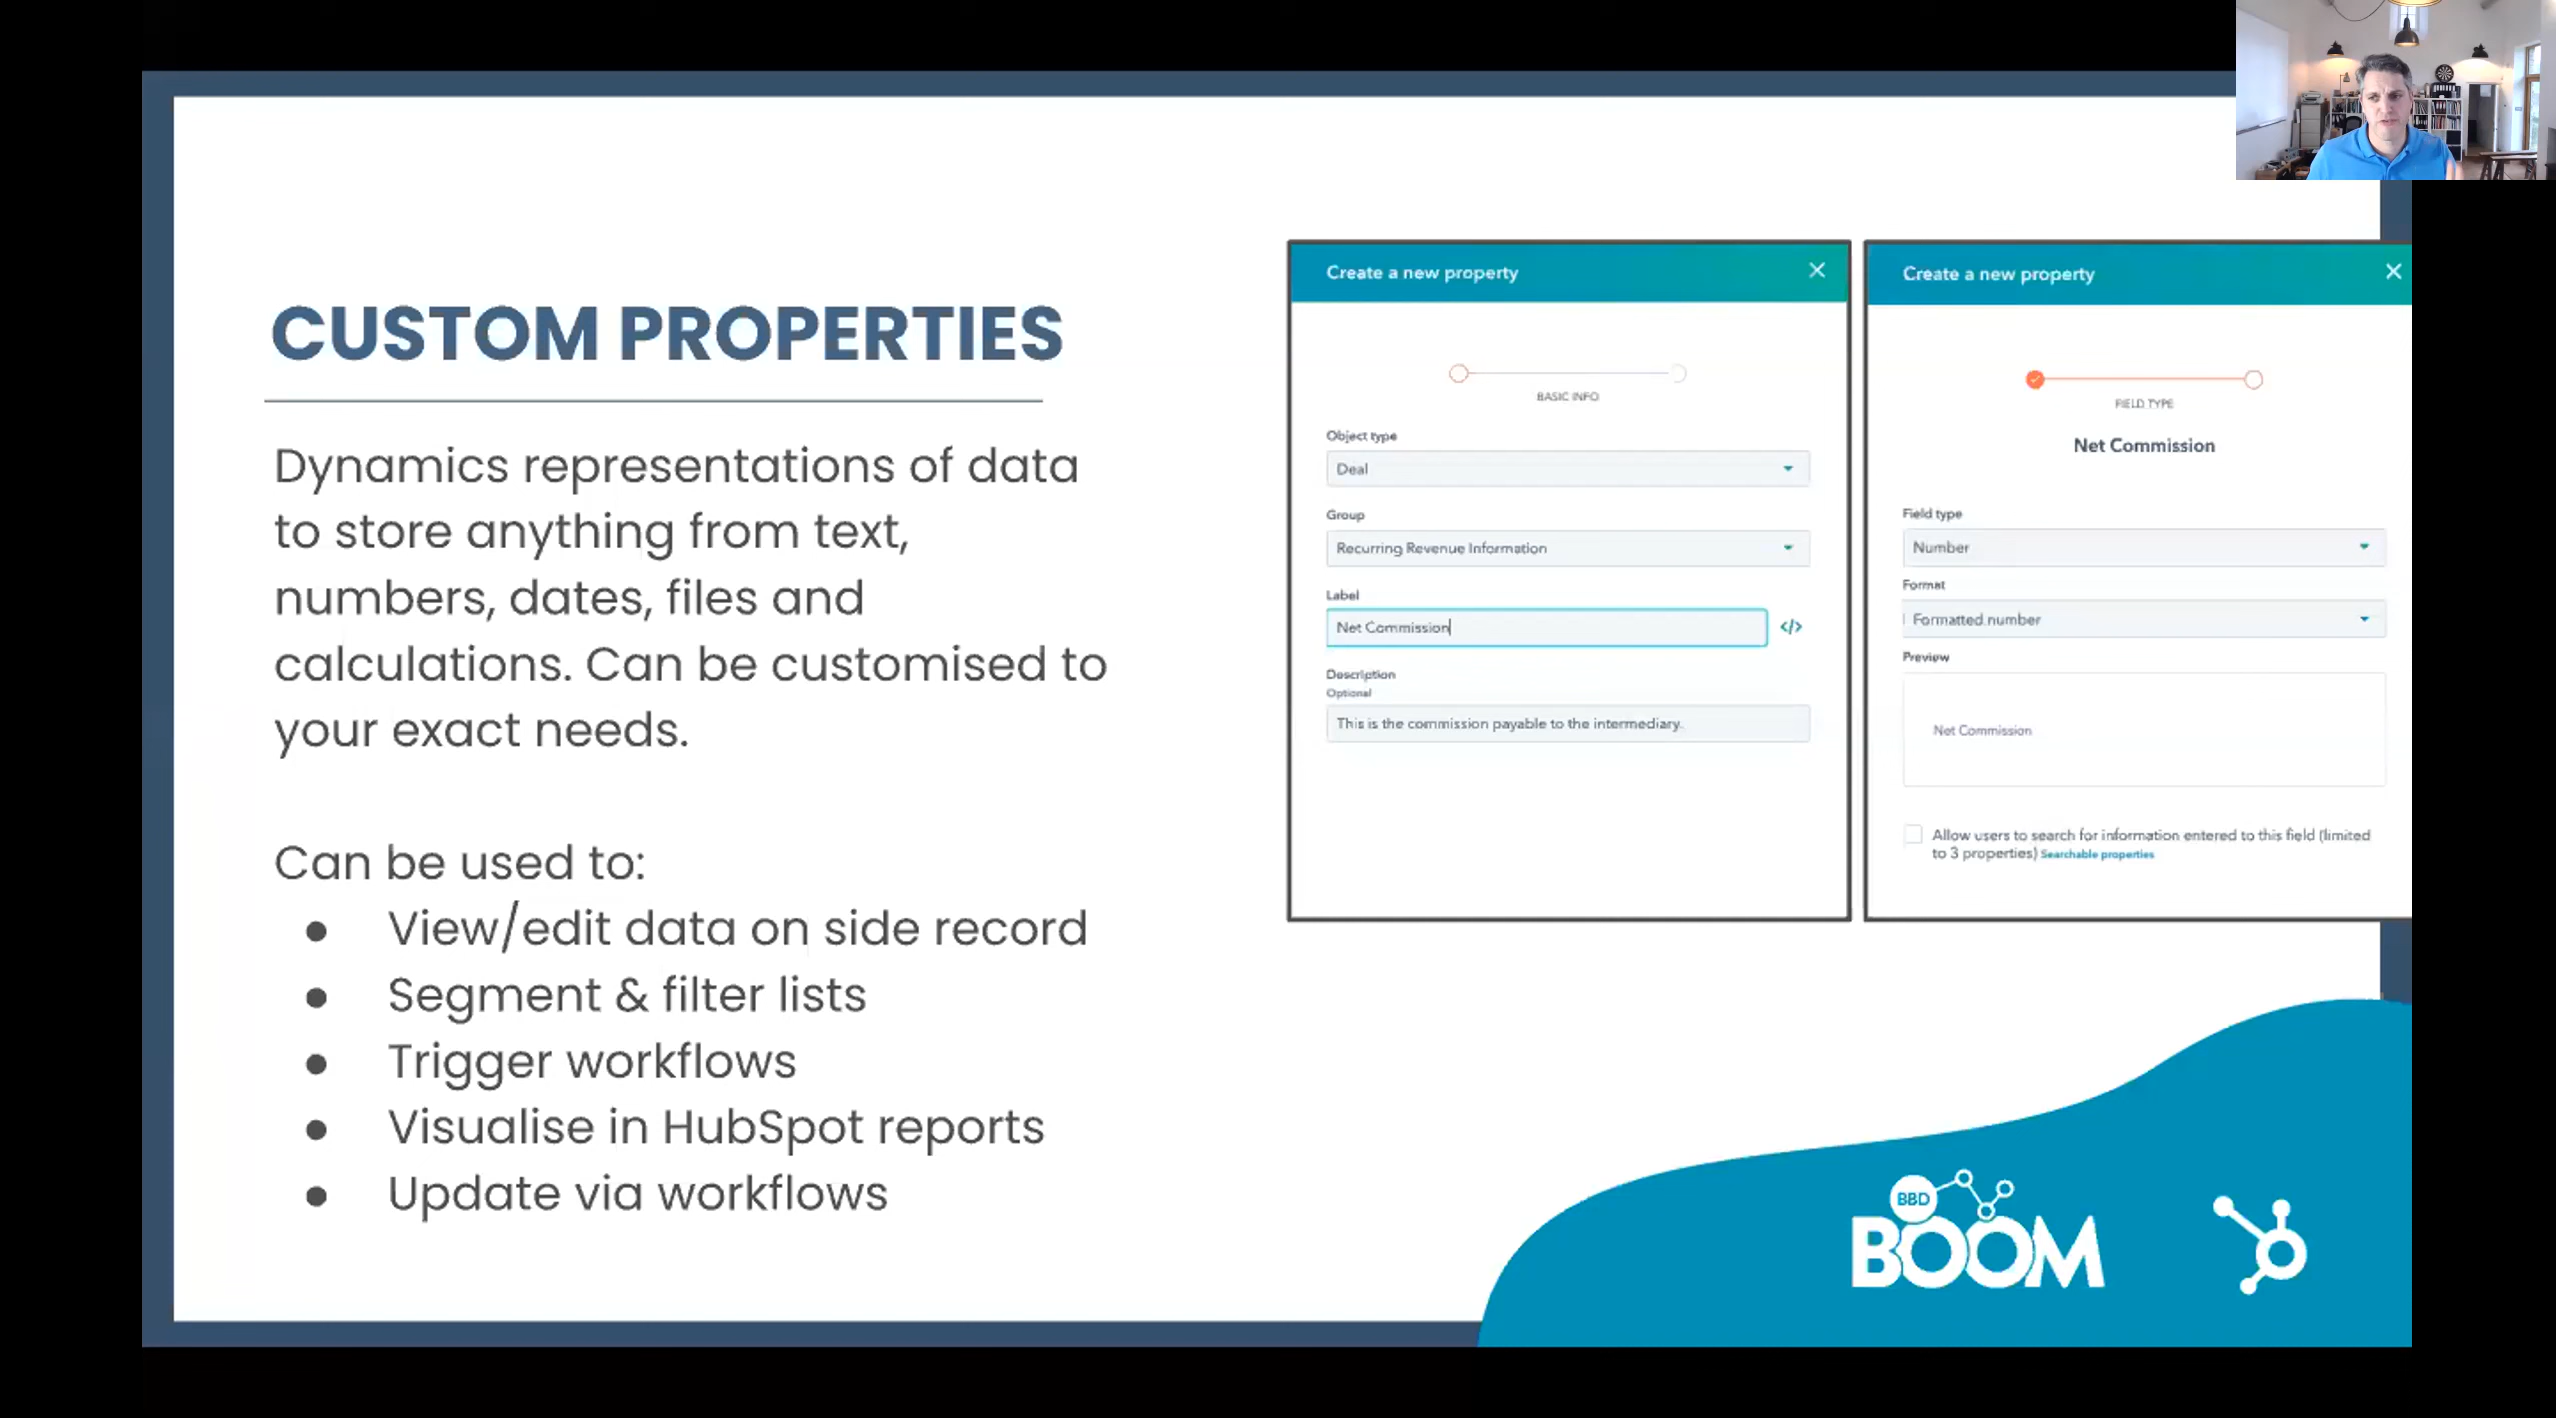 CUSTOM PROPERTIES
Dynamics representations of data
to store anything from text,
numbers, dates, files and
calculations. Can be customised to
your exact needs.
Can be used to:
● View/edit data on side record
● Segment & filter lists
● Trigger workflows
● Visualise in HubSpot reports
● Update via workflows
Create a new property
BASIC INFO
Object type
Deal
Group
Recurring Revenue Information
Label
Net Commission
</>
Description
Optional
This is the commission payable to the intermediary.
Create a new property
FIELD TYPE
Net Commission
Field type
Number
Format
Formatted number
Preview
Net Commission
Allow users to search for information entered to this field (limited
to 3 properties) Searchable properties
BBD
BOOM